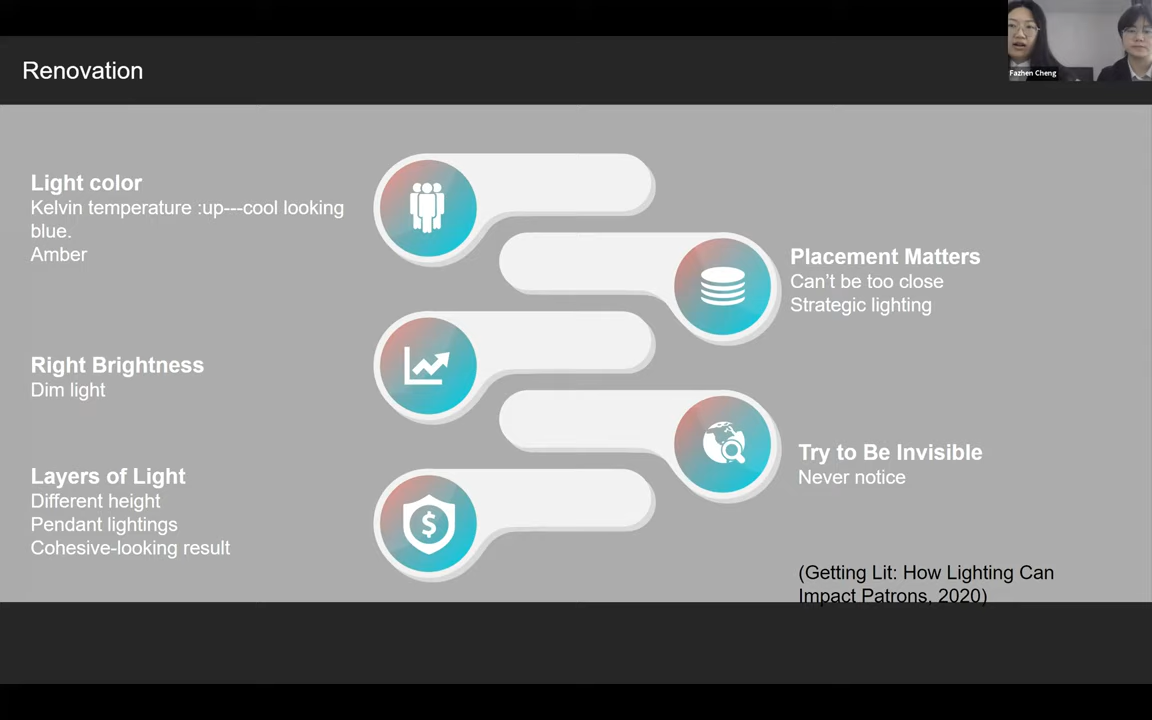 Renovation
Fazhen Cheng
Light color
Kelvin temperature :up---cool looking
blue.
Amber
Placement Matters
Can't be too close
Strategic lighting
Right Brightness
Dim light
Try to Be Invisible
Never notice
Layers of Light
Different height
Pendant lightings
Cohesive-looking result
$
(Getting Lit: How Lighting Can
Impact Patrons, 2020)